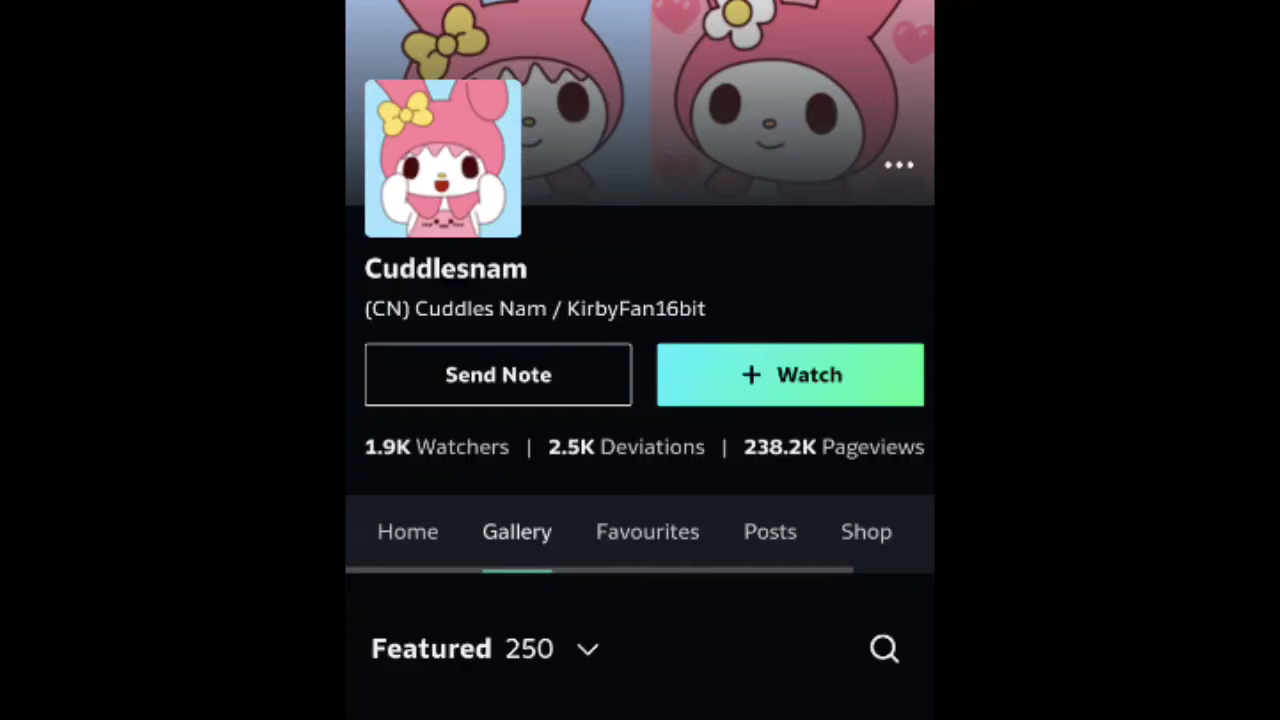 Cuddlesnam
(CN) Cuddles Nam / KirbyFan16bit
Send Note
+ Watch
1.9K Watchers | 2.5K Deviations | 238.2K Pageviews
Home Gallery Favourites Posts Shop
Featured 250